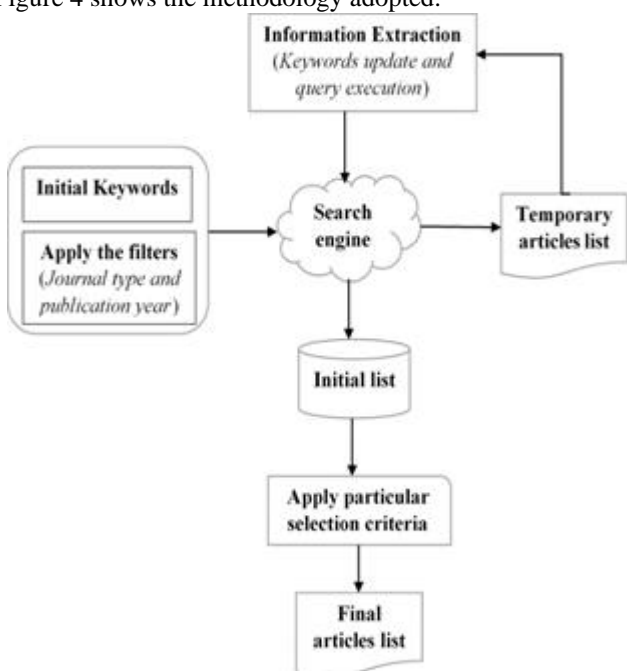 Figure 4 shows the methodology adopted.
Information Extraction
(Keywords update and
query execution)
Initial Keywords
Apply the filters
(Journal type and
publication year)
Search
engine
Temporary
articles list
Initial list
Apply particular
selection criteria
Final
articles list